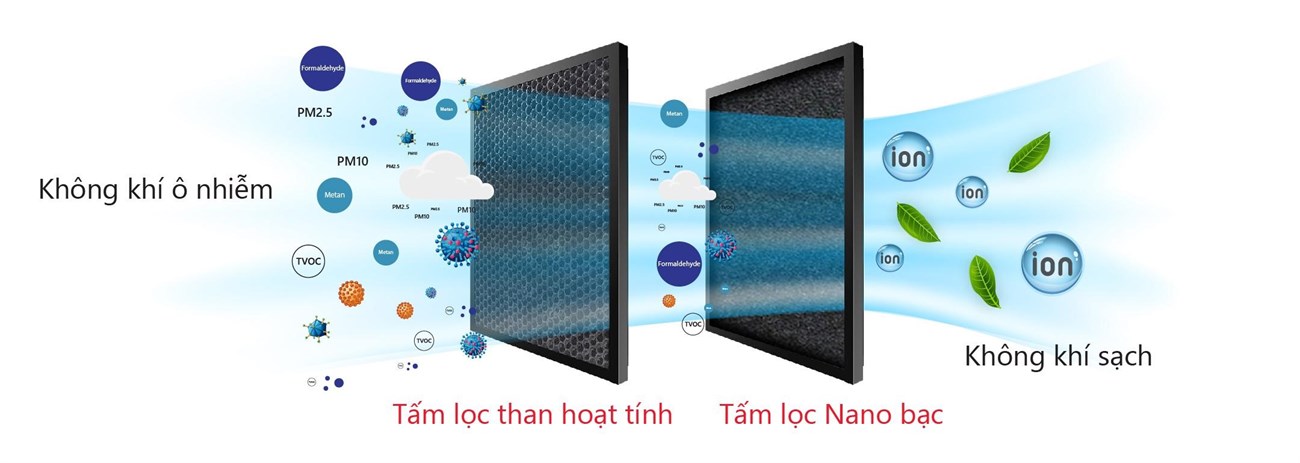 Formaldehyde
Formaldehyde
PM2.5
Metan
PM2.5
PM10
PM10
PM2.5
Không khí ô nhiễm
Metan
PM2.5
PM10
PM10
TVOC
Metan
TVOC
Metan
TVOC
PM2.5
PM10
PM10
Formaldehyde
TVOC
ion
ion
ion
ion
Không khí sạch
Tấm lọc than hoạt tính
Tấm lọc Nano bạc